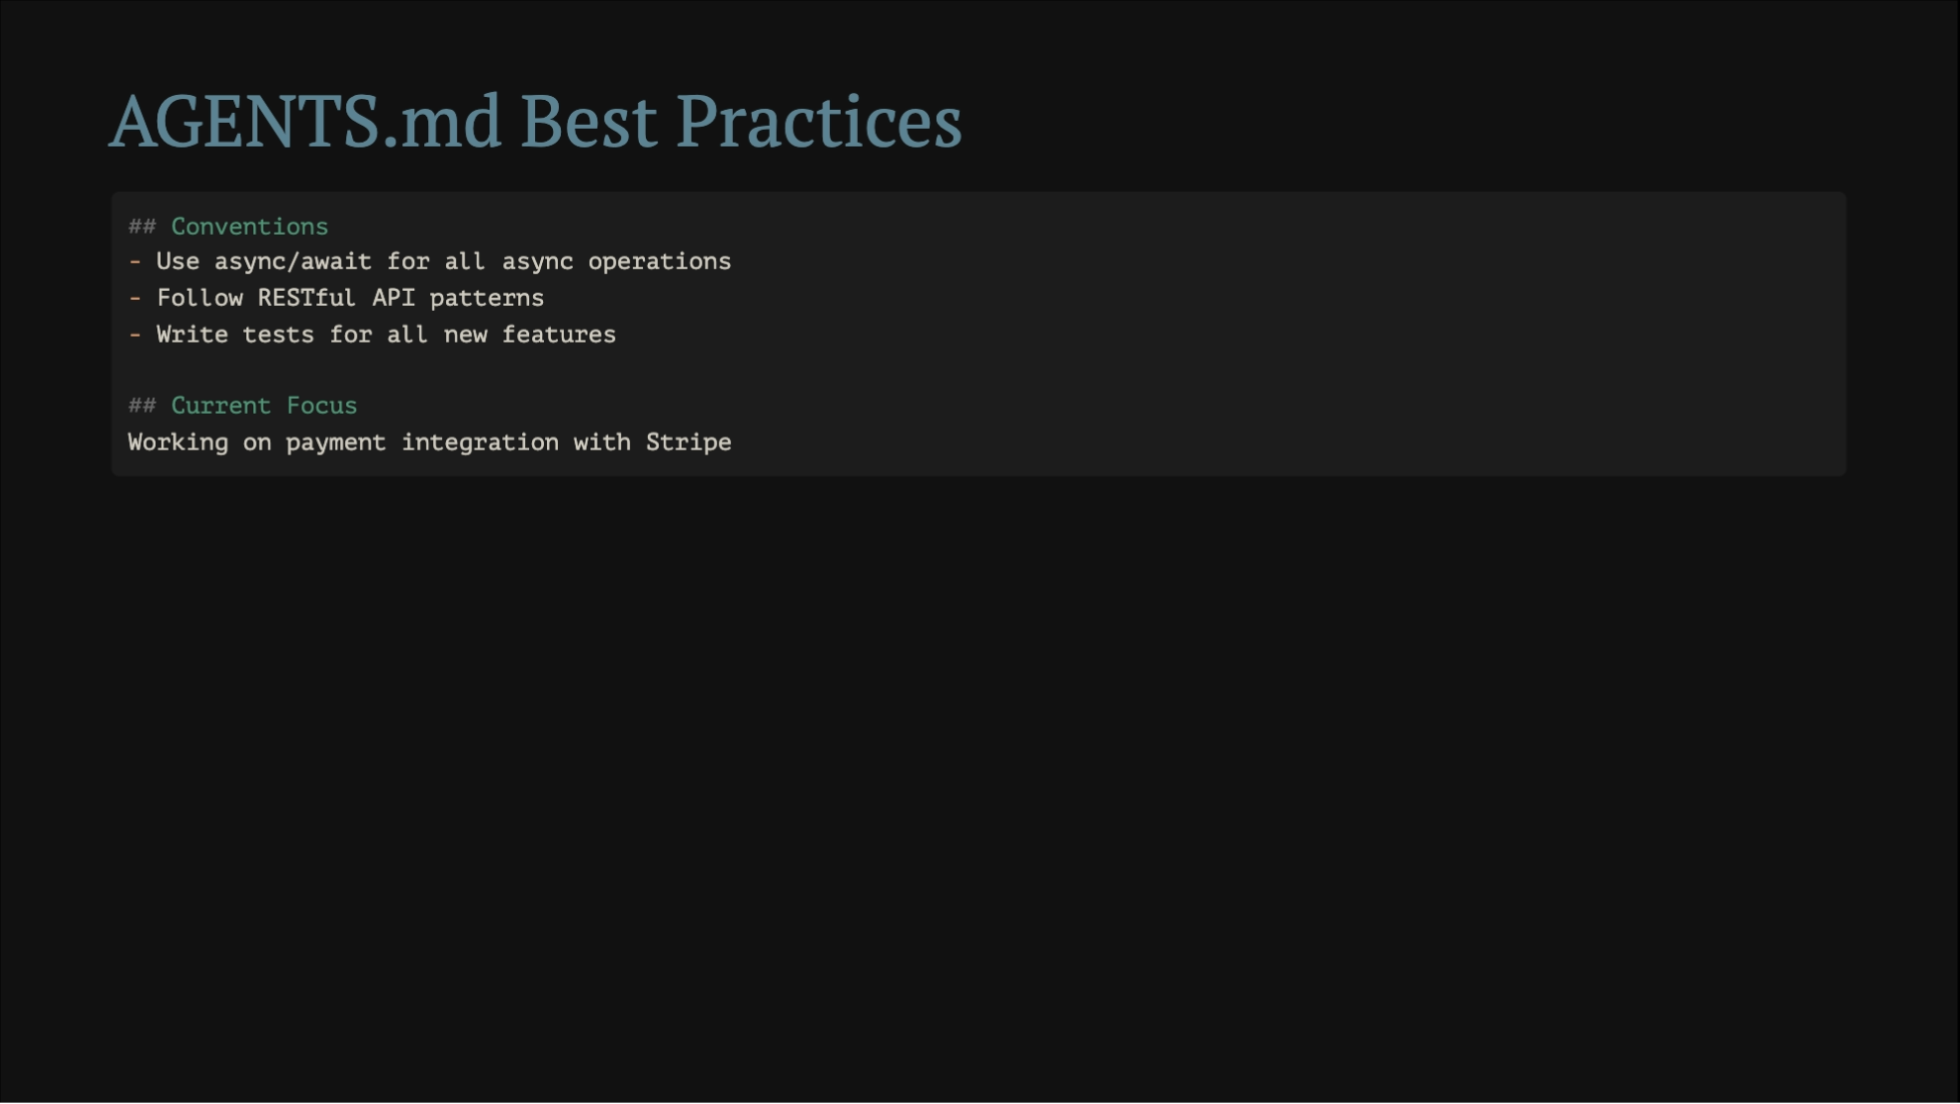 AGENTS.md Best Practices
## Conventions
- Use async/await for all async operations
- Follow RESTful API patterns
- Write tests for all new features
## Current Focus
Working on payment integration with Stripe